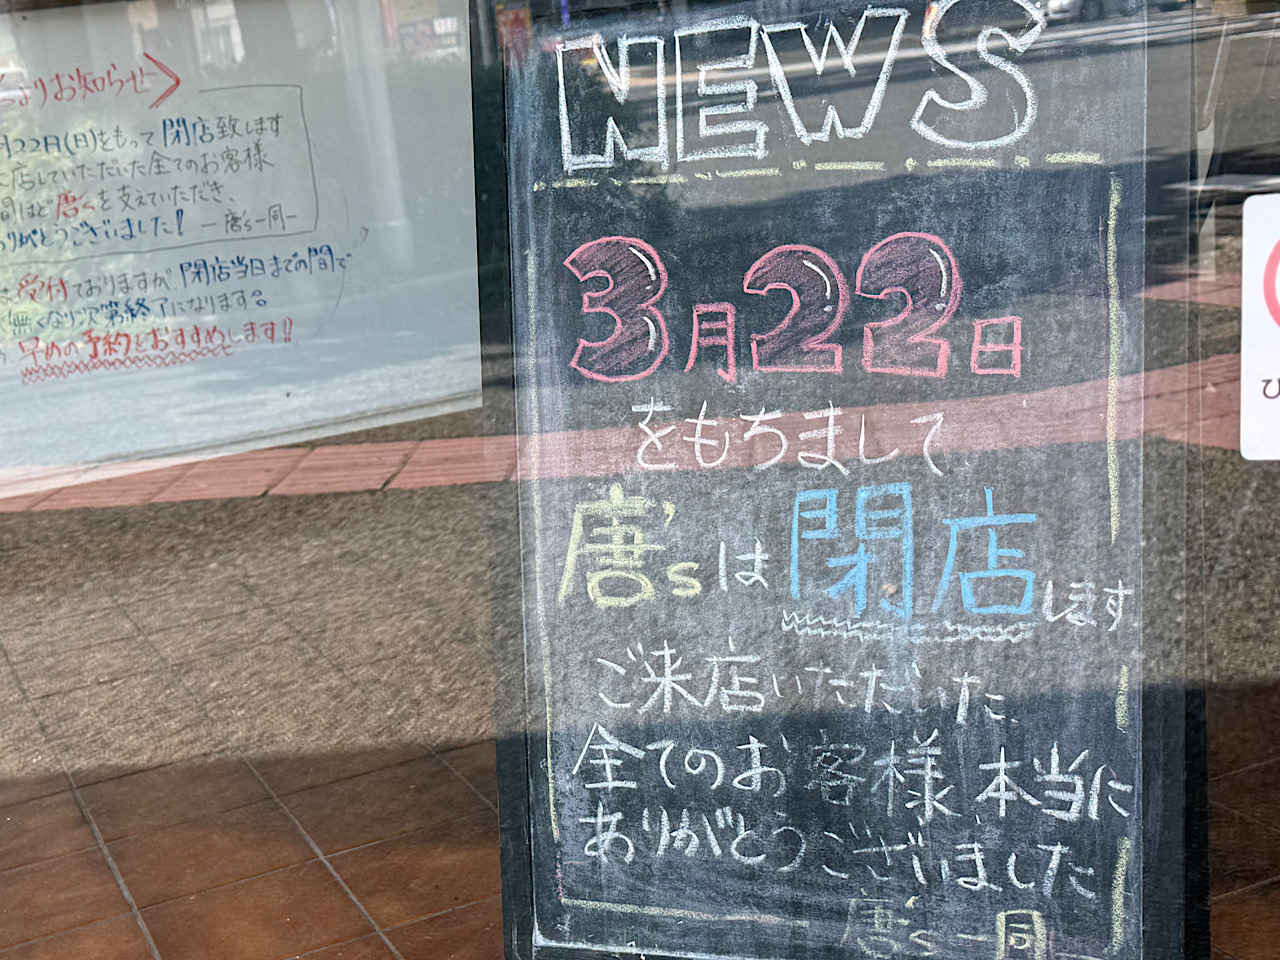 よりお知らせ
月22日(日)をもって閉店致します
店していただいた全てのお客様
間ほど唐'sを支えていただき、
ありがとうございました!
ー唐's一同ー
受付ておりますが閉店当日までの間で
無くなり次第終了になります。
早めの予約をおすすめします!!
NEWS
3月22日
をもちまして
唐'sは閉店します
ご来店いただいた
全てのお客様本当に
ありがとうございました
唐's一同
ひ